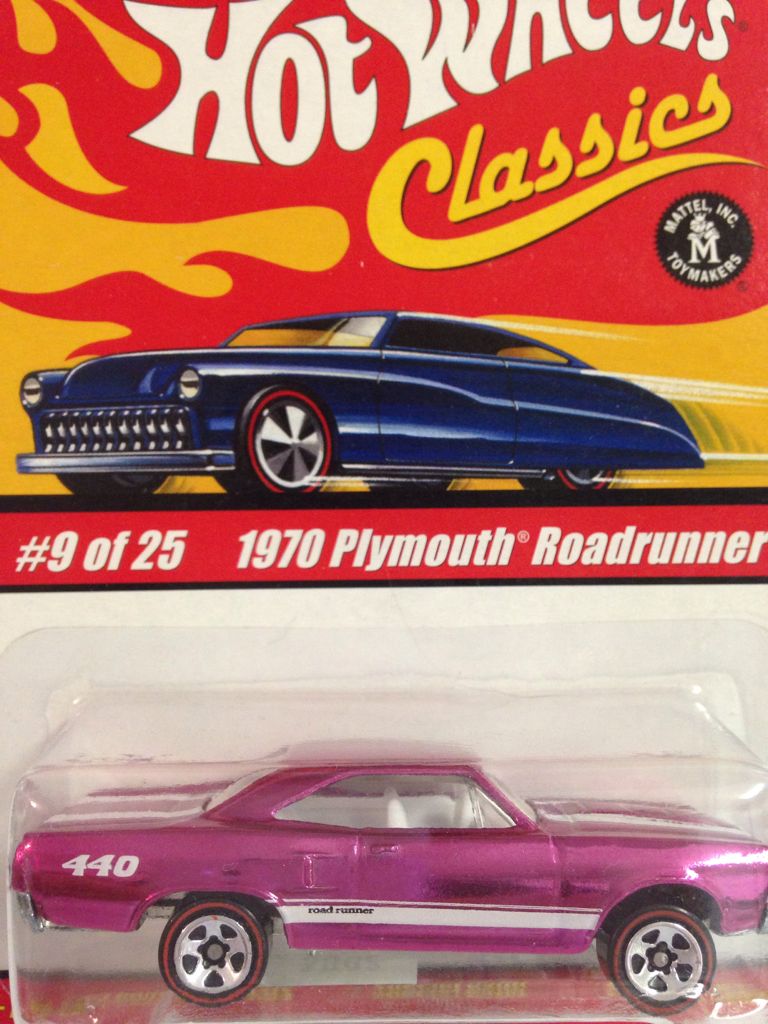 Hot Wheels
Classics
MATTEL, INC.
M
TOYMAKERS
#9 of 25 1970 Plymouth® Roadrunner
440
road runner